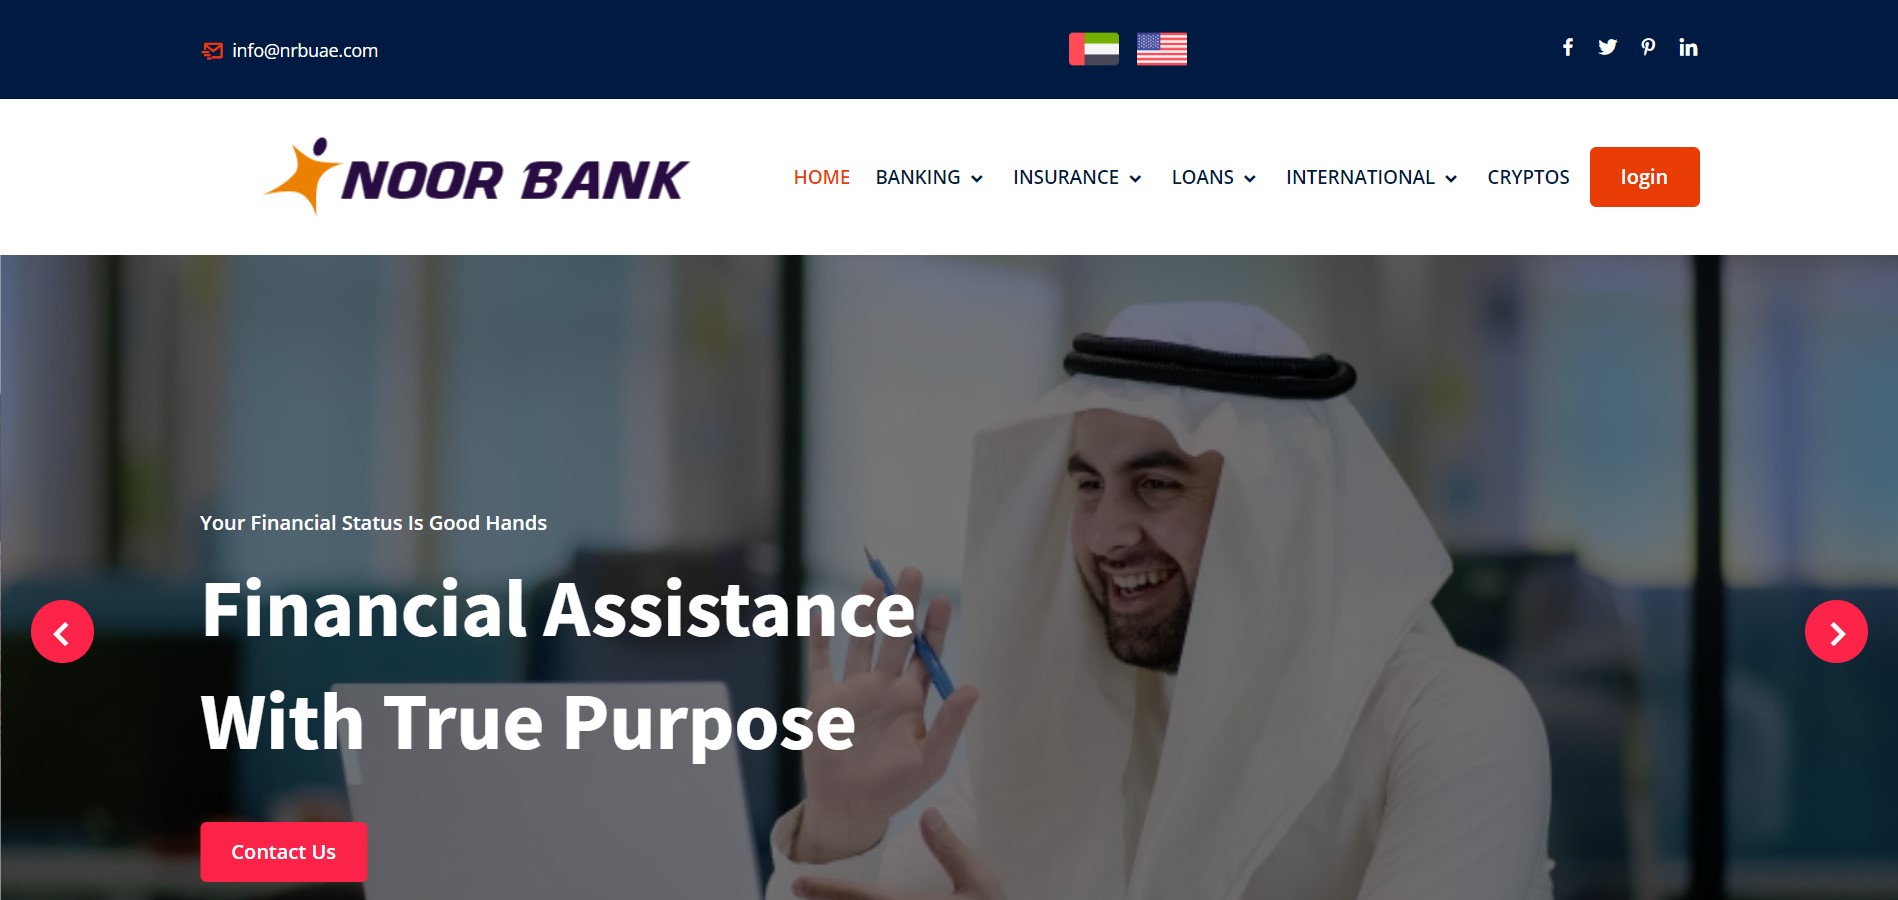 info@nrbuae.com
NOOR BANK
HOME BANKING INSURANCE LOANS INTERNATIONAL CRYPTOS login
Your Financial Status Is Good Hands
Financial Assistance
With True Purpose
Contact Us